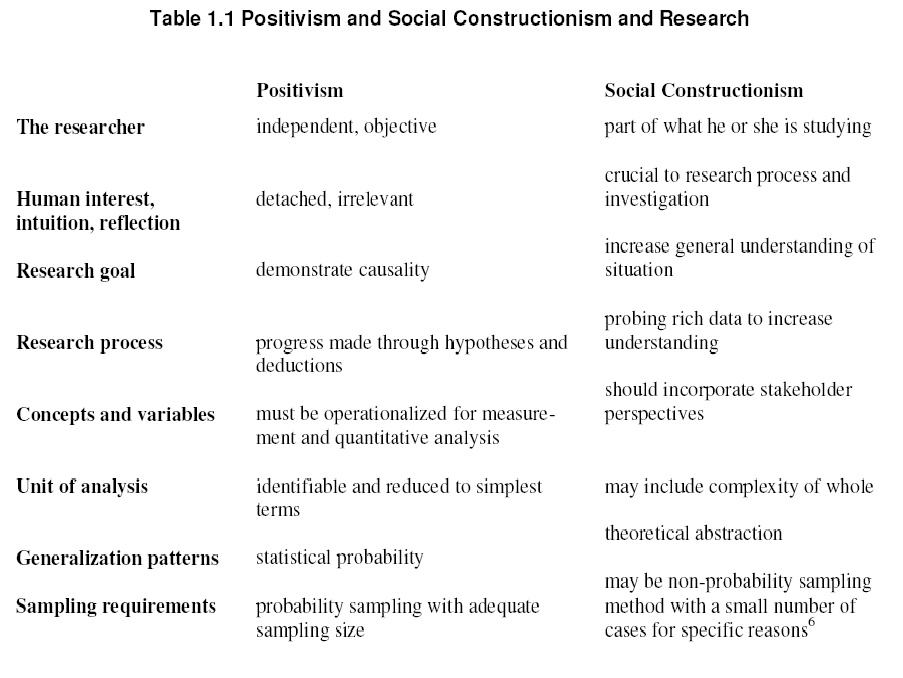 Table 1.1 Positivism and Social Constructionism and Research
Positivism Social Constructionism
The researcher independent, objective part of what he or she is studying
crucial to research process and
Human interest, detached, irrelevant investigation
intuition, reflection
increase general understanding of
Research goal demonstrate causality situation
probing rich data to increase
Research process progress made through hypotheses and understanding
deductions
should incorporate stakeholder
Concepts and variables must be operationalized for measure- perspectives
ment and quantitative analysis
Unit of analysis identifiable and reduced to simplest may include complexity of whole
terms
theoretical abstraction
Generalization patterns statistical probability
may be non-probability sampling
Sampling requirements probability sampling with adequate method with a small number of
sampling size cases for specific reasons6